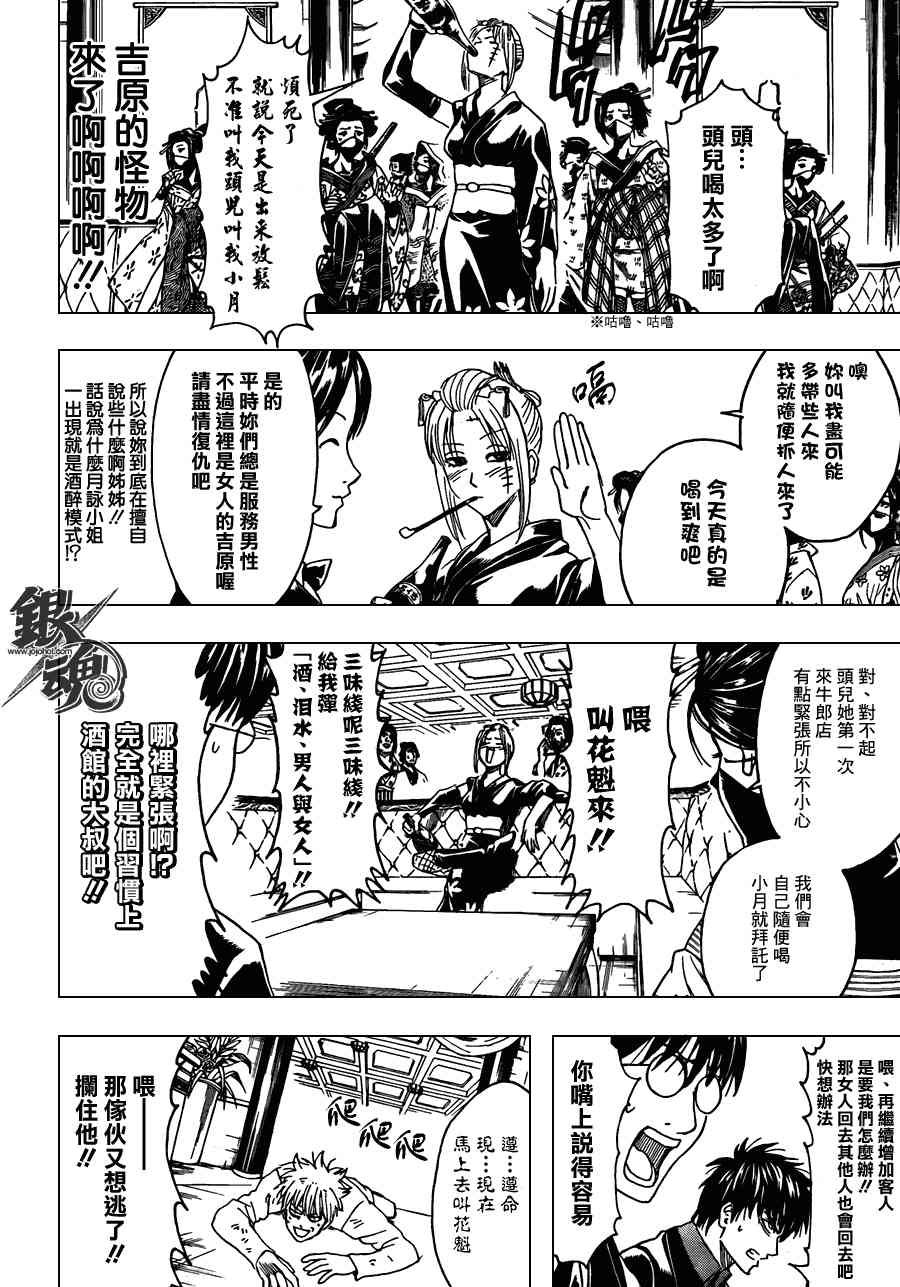 頭…
頭兒喝太多了啊
煩死了
就說今天是出來放鬆
不准叫我頭兒叫我小月
吉原的怪物
來了啊啊啊啊!!
※咕嚕、咕嚕
噢
妳叫我盡可能
多帶些人來
我就隨便抓人來了
今天真的是
喝到爽吧
嗝
是的
平時妳們總是服務男性
不過這裡是女人的吉原喔
請盡情復仇吧
所以說妳到底在擅自
說些什麼啊姊姊!!
話說為什麼月詠小姐
一出現就是酒醉模式!?
銀魂
www.jojohot.com
對、對不起
頭兒她第一次
來牛郎店
有點緊張所以不小心
我們會
自己隨便喝
小月就拜託了
喂
叫花魁來!!
三味綫呢三味綫!!
給我彈
「酒、泪水、男人與女人」!!
哪裡緊張啊!?
完全就是個習慣上
酒館的大叔吧!!
喂、再繼續增加客人
是要我們怎麼辦!!
那女人回去其他人也會回去吧
快想辦法
你嘴上說得容易
遵…遵命
現…現在
馬上去叫花魁
爬爬爬
喂——
那傢伙又想逃了
攔住他!!